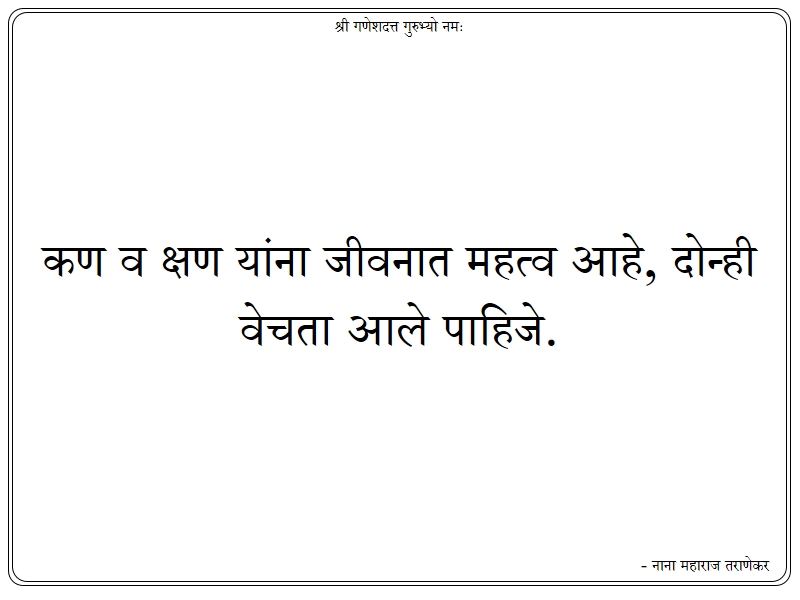 श्री गणेशदत्त गुरुभ्यो नमः
कण व क्षण यांना जीवनात महत्व आहे, दोन्ही
वेचता आले पाहिजे.
- नाना महाराज तराणेकर